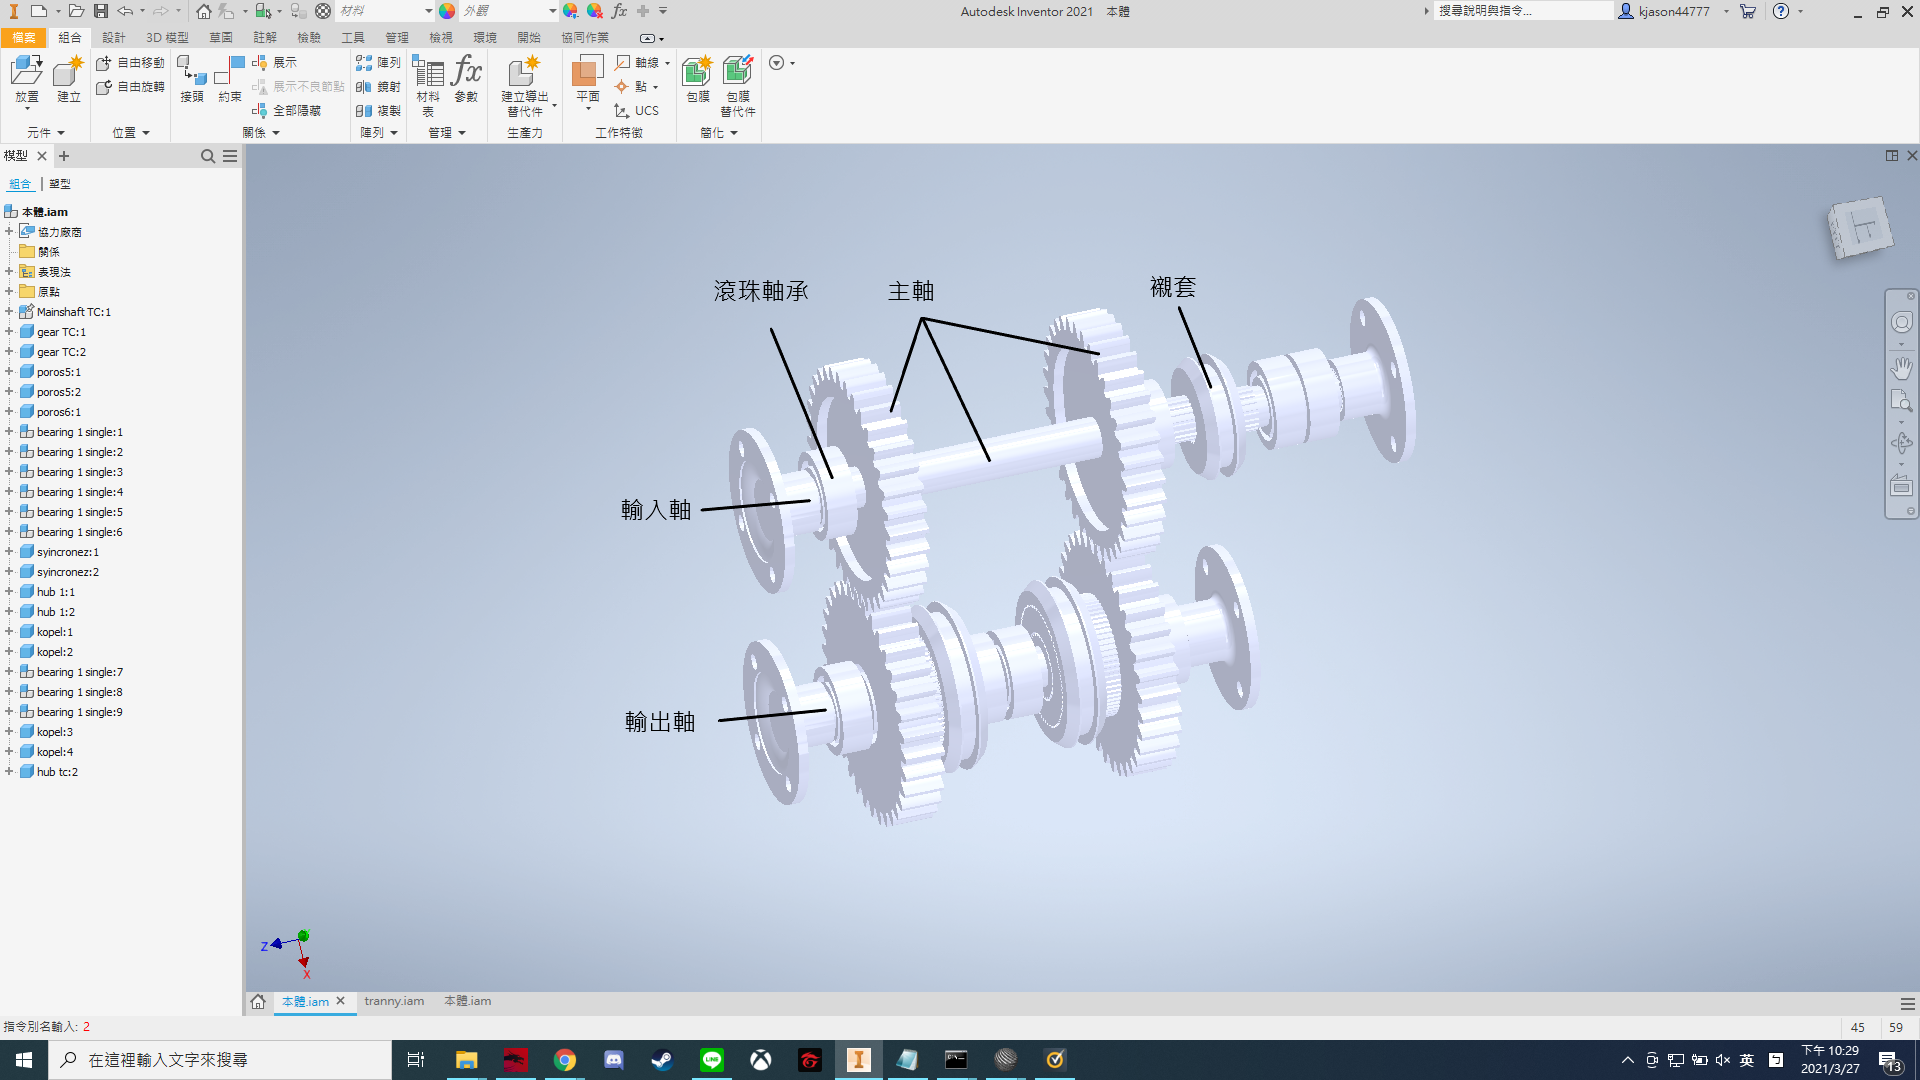 材料
外觀
Autodesk Inventor 2021 本體
搜尋說明與指令...
kjason44777
檔案 組合 設計 3D 模型 草圖 註解 檢驗 工具 管理 檢視 環境 開始 協同作業
放置
建立
自由移動
自由旋轉
接頭
約束
展示
展示不良節點
全部隱藏
陣列
鏡射
複製
材料表
參數
建立導出替代件
平面
軸線
點
UCS
包膜
包膜替代件
元件 位置 關係 陣列 管理 生產力 工作特徵 簡化
模型
組合 塑型
本體.iam
協力廠商
關係
表現法
原點
Mainshaft TC:1
gear TC:1
gear TC:2
poros5:1
poros5:2
poros6:1
bearing 1 single:1
bearing 1 single:2
bearing 1 single:3
bearing 1 single:4
bearing 1 single:5
bearing 1 single:6
syincronez:1
syincronez:2
hub 1:1
hub 1:2
kopel:1
kopel:2
bearing 1 single:7
bearing 1 single:8
bearing 1 single:9
kopel:3
kopel:4
hub tc:2
滾珠軸承
主軸
襯套
輸入軸
輸出軸
Z
X
本體.iam tranny.iam 本體.iam
指令別名輸入: 2
45 59
在這裡輸入文字來搜尋
英
下午 10:29
2021/3/27
13